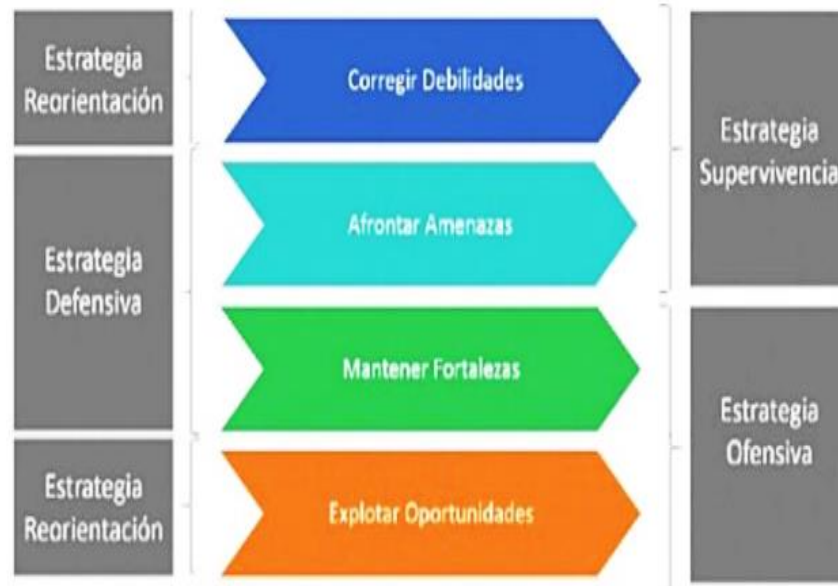 Estrategia
Reorientación
Corregir Debilidades
Estrategia
Supervivencia
Afrontar Amenazas
Estrategia
Defensiva
Mantener Fortalezas
Estrategia
Ofensiva
Estrategia
Reorientación
Explotar Oportunidades